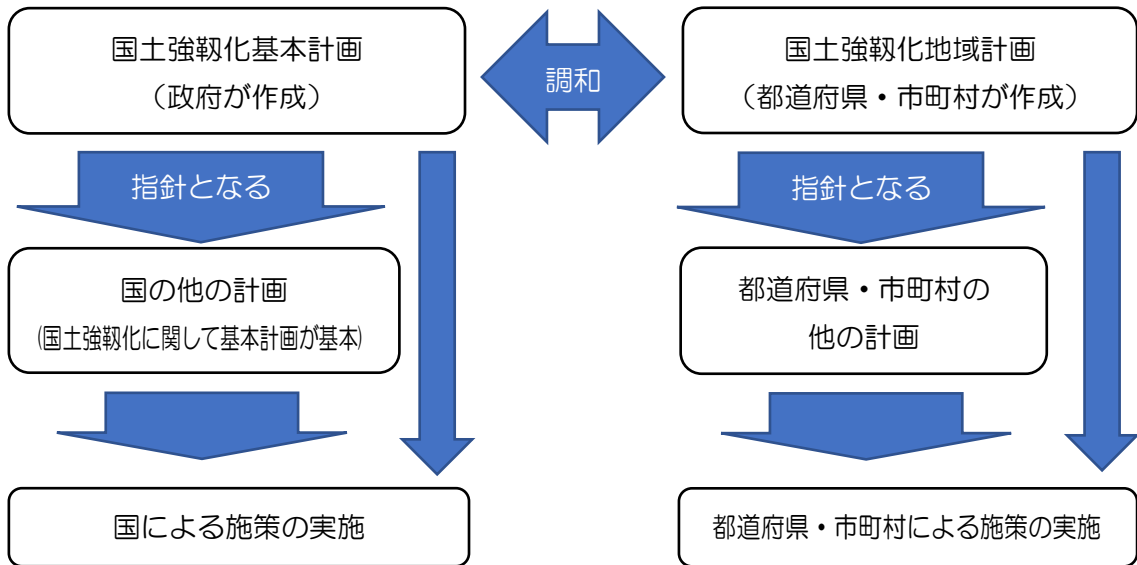 国土強靱化基本計画
（政府が作成）
調和
国土強靱化地域計画
（都道府県・市町村が作成）
指針となる
指針となる
国の他の計画
(国土強靱化に関して基本計画が基本)
都道府県・市町村の
他の計画
国による施策の実施
都道府県・市町村による施策の実施